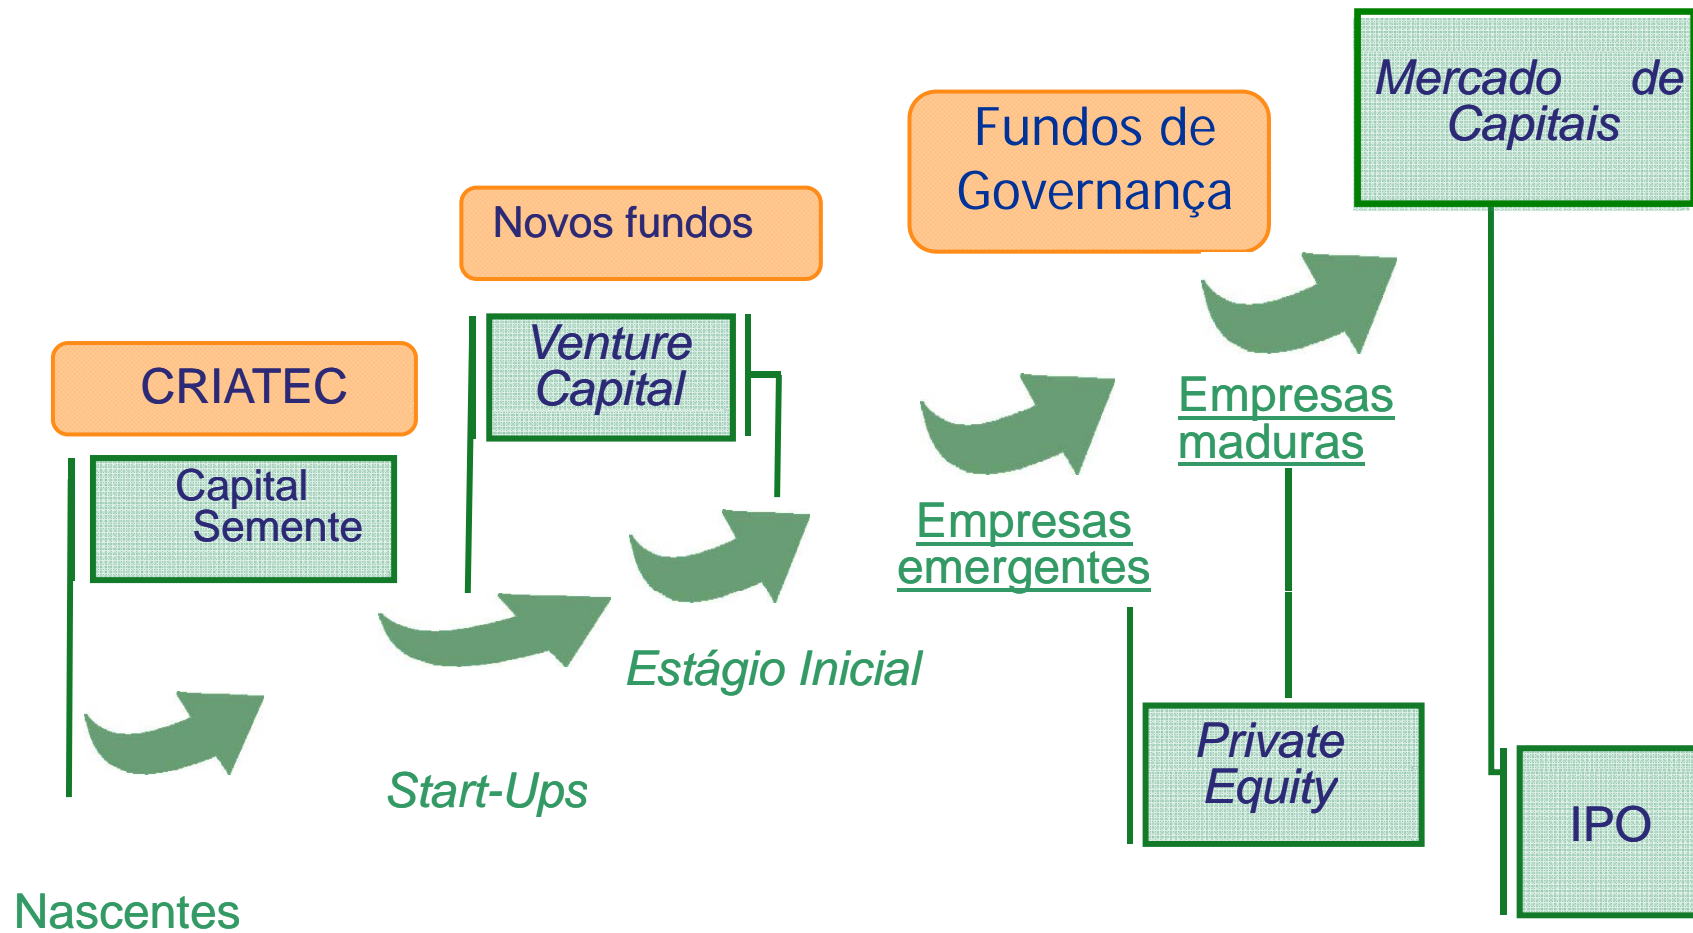 Mercado de
Capitais
Fundos de
Governança
Novos fundos
Venture
Capital
CRIATEC
Capital
Semente
Empresas
maduras
Empresas
emergentes
Estágio Inicial
Private
Equity
Start-Ups
IPO
Nascentes